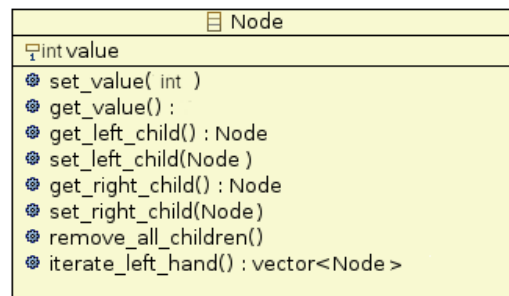 Node
int value
set_value( int )
get_value() :
get_left_child() : Node
set_left_child(Node )
get_right_child() : Node
set_right_child(Node)
remove_all_children()
iterate_left_hand() : vector<Node >